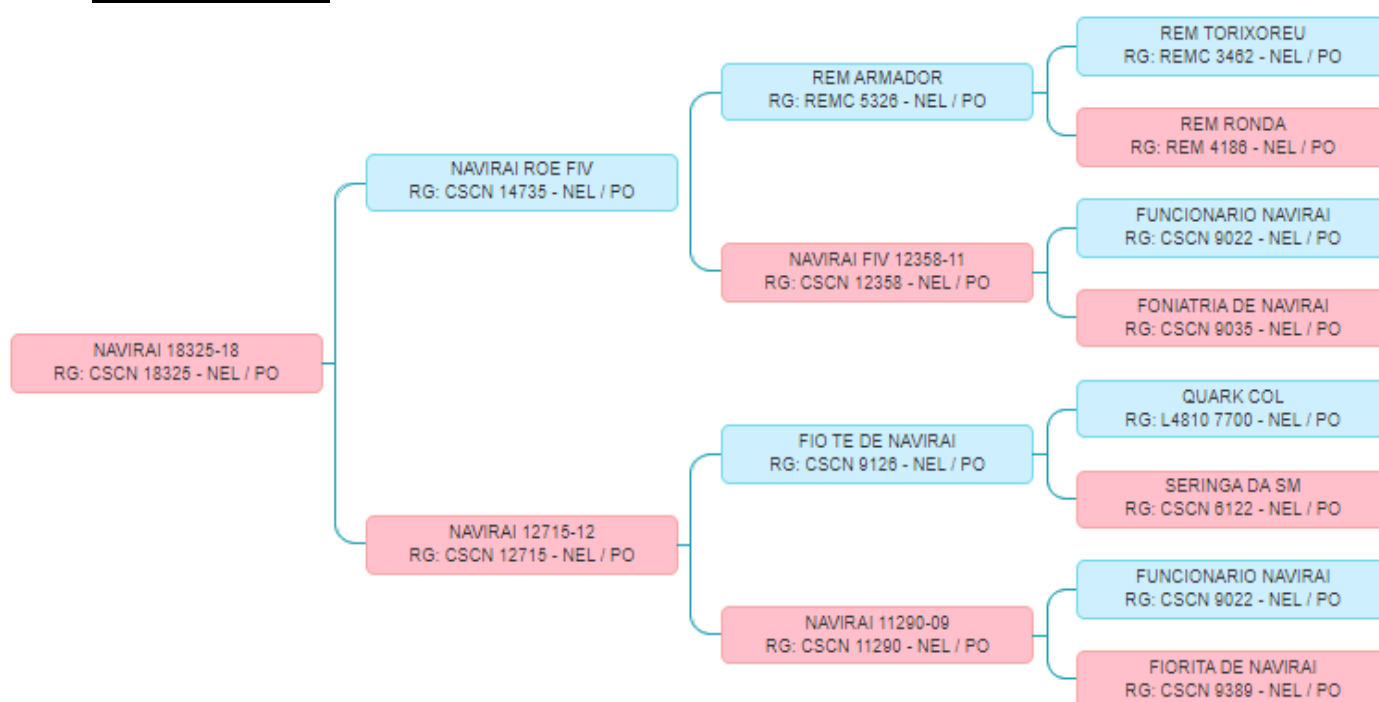 REM TORIXOREU
RG: REMC 3462 - NEL / PO
REM ARMADOR
RG: REMC 5326 - NEL / PO
REM RONDA
RG: REM 4186 - NEL / PO
NAVIRAI ROE FIV
RG: CSCN 14735 - NEL / PO
FUNCIONARIO NAVIRAI
RG: CSCN 9022 - NEL / PO
NAVIRAI FIV 12358-11
RG: CSCN 12358 - NEL / PO
FONIATRIA DE NAVIRAI
RG: CSCN 9035 - NEL / PO
NAVIRAI 18325-18
RG: CSCN 18325 - NEL / PO
QUARK COL
RG: L4810 7700 - NEL / PO
FIO TE DE NAVIRAI
RG: CSCN 9126 - NEL / PO
SERINGA DA SM
RG: CSCN 6122 - NEL / PO
NAVIRAI 12715-12
RG: CSCN 12715 - NEL / PO
FUNCIONARIO NAVIRAI
RG: CSCN 9022 - NEL / PO
NAVIRAI 11290-09
RG: CSCN 11290 - NEL / PO
FIORITA DE NAVIRAI
RG: CSCN 9389 - NEL / PO